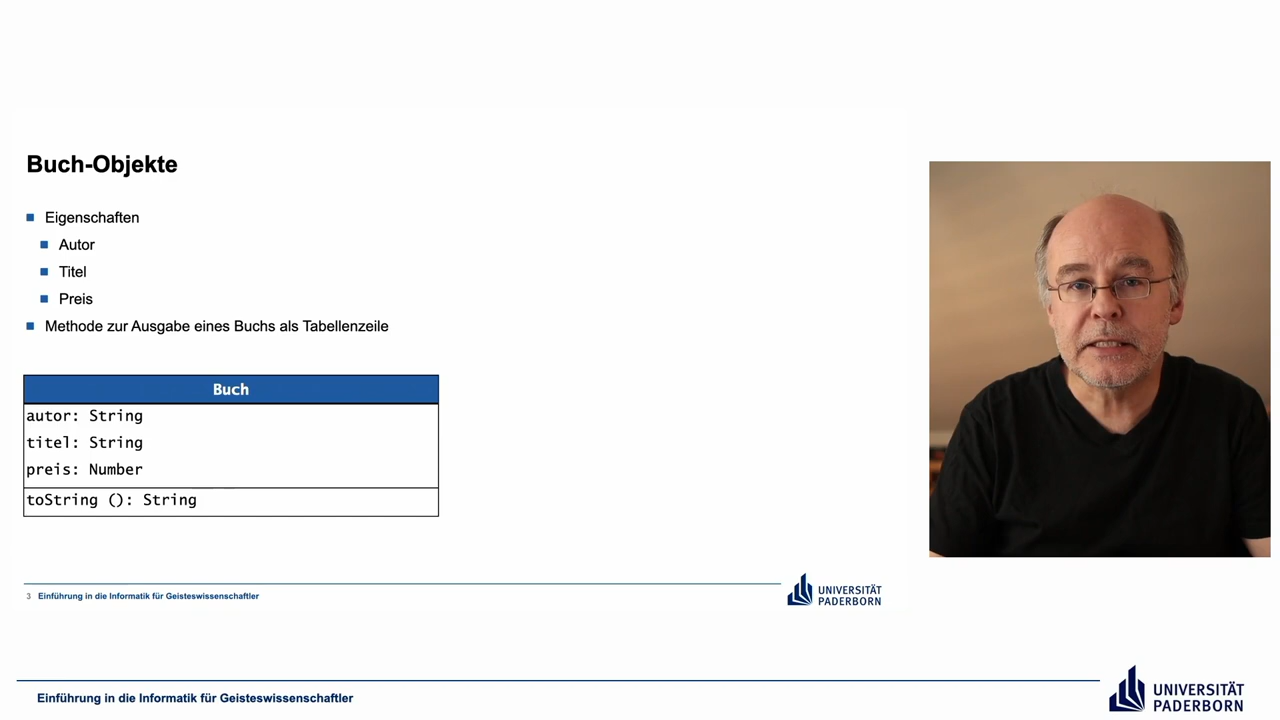 Buch-Objekte
Eigenschaften
Autor
Titel
Preis
Methode zur Ausgabe eines Buchs als Tabellenzeile
Buch
autor: String
titel: String
preis: Number
toString (): String
3 Einführung in die Informatik für Geisteswissenschaftler
UNIVERSITÄT
PADERBORN
Einführung in die Informatik für Geisteswissenschaftler
UNIVERSITÄT
PADERBORN